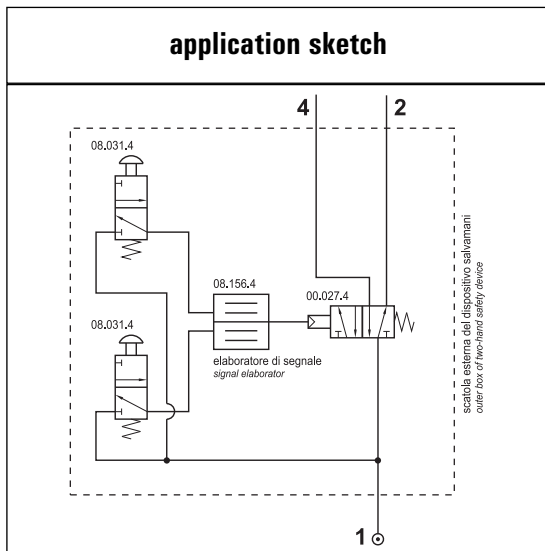 application sketch
4
2
08.031.4
08.156.4
00.027.4
08.031.4
elaboratore di segnale
signal elaborator
scatola esterna del dispositivo salvamani
outer box of two-hand safety device
1